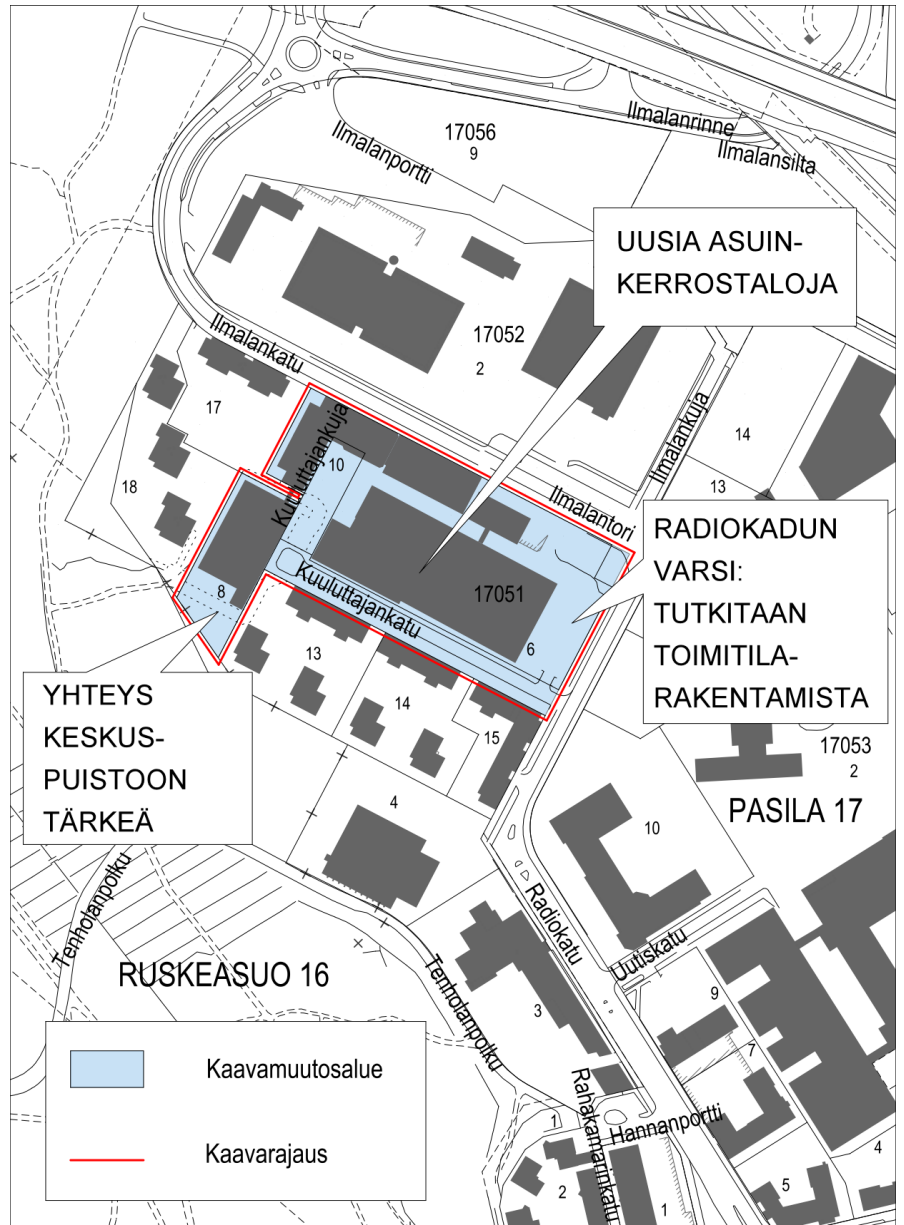 Ilmalanrinne
17056
9
Ilmalanportti
Ilmalansilta
UUSIA ASUIN-
KERROSTALOJA
Ilmalankatu
17052
2
17
Kuuluttajankuja
10
Ilmalankuja
14
13
18
Ilmalantori
RADIOKADUN
VARSI:
TUTKITAAN
TOIMITILA-
RAKENTAMISTA
Kuuluttajankatu
17051
8
6
13
14
15
YHTEYS
KESKUS-
PUISTOON
TÄRKEÄ
17053
2
PASILA 17
4
10
Tenholanpolku
Radiokatu
Uutiskatu
RUSKEASUO 16
Tenholanpolku
3
9
7
Kaavamuutosalue
Rahakamarinkatu
Hannanportti
1
4
Kaavarajaus
2
1
5